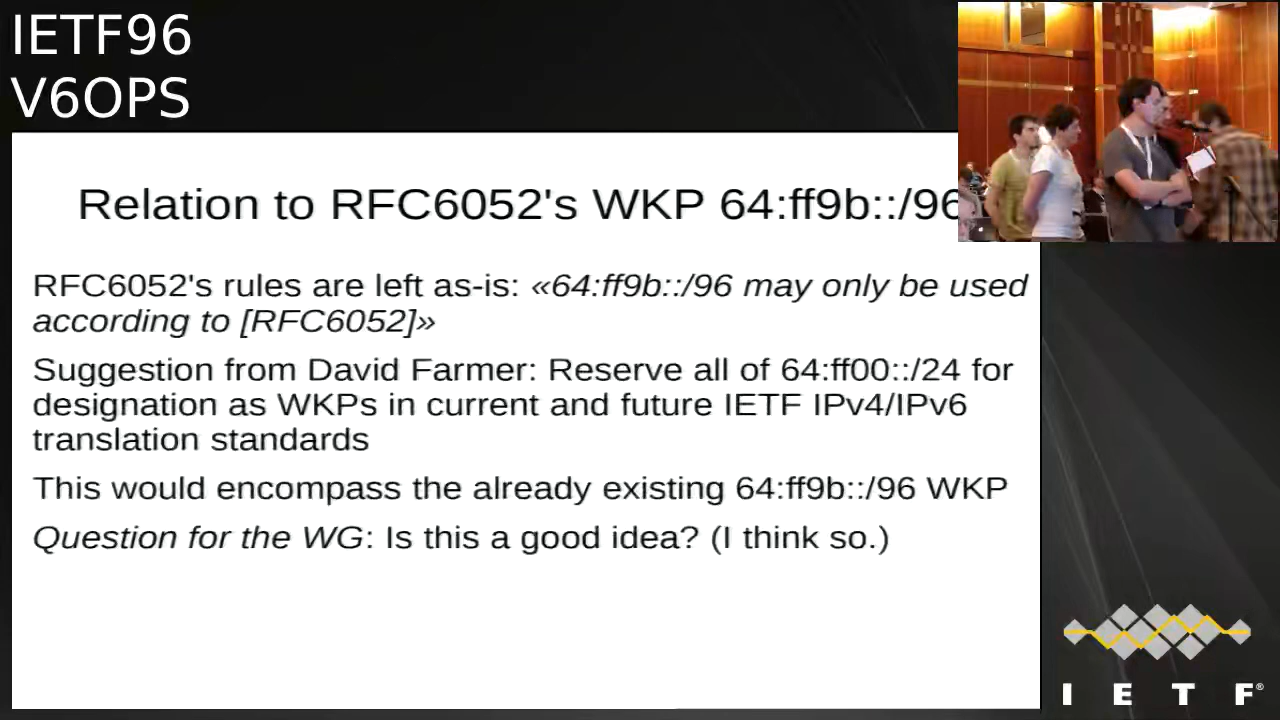 IETF96
V6OPS
Relation to RFC6052's WKP 64:ff9b::/96
RFC6052's rules are left as-is: «64:ff9b::/96 may only be used
according to [RFC6052]»
Suggestion from David Farmer: Reserve all of 64:ff00::/24 for
designation as WKPs in current and future IETF IPv4/IPv6
translation standards
This would encompass the already existing 64:ff9b::/96 WKP
Question for the WG: Is this a good idea? (I think so.)
I E T F®